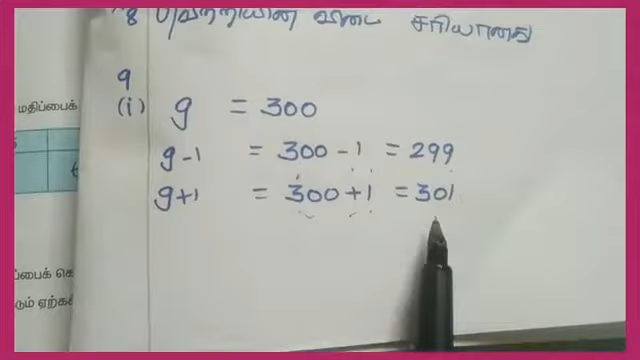 மதிப்பைக்
8 வெற்றியின் விடை சரியானது
9
(i) g = 300
g-1 = 300-1 = 299
g+1 = 300+1 = 301
ப்பைக் கெ
டும் ஏற்க